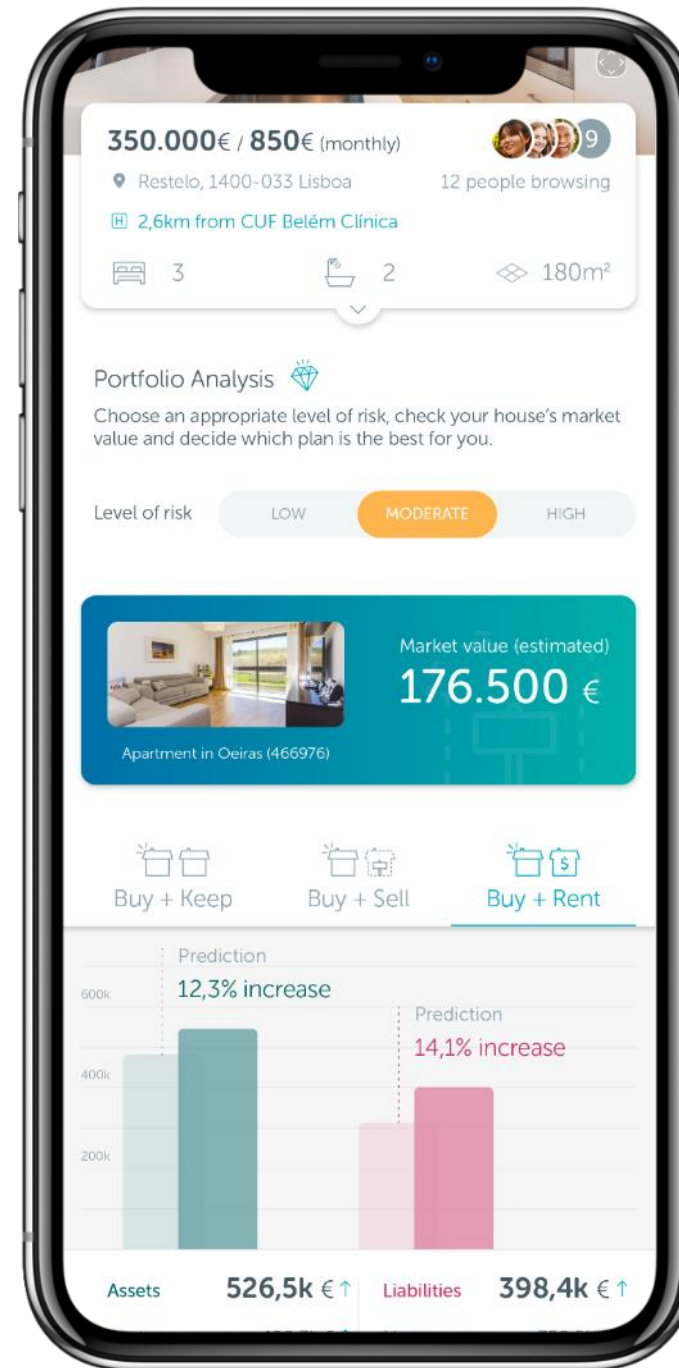 350.000€ / 850€ (monthly)
9
Restelo, 1400-033 Lisboa
12 people browsing
H 2,6km from CUF Belém Clínica
3
2
180m²
Portfolio Analysis
Choose an appropriate level of risk, check your house's market
value and decide which plan is the best for you.
Level of risk
LOW
MODERATE
HIGH
Market value (estimated)
176.500 €
Apartment in Oeiras (466976)
$
Buy + Keep
Buy + Sell
Buy + Rent
Prediction
12,3% increase
600k
Prediction
14,1% increase
400k
200k
Assets
526,5k € ↑
Liabilities
398,4k € ↑